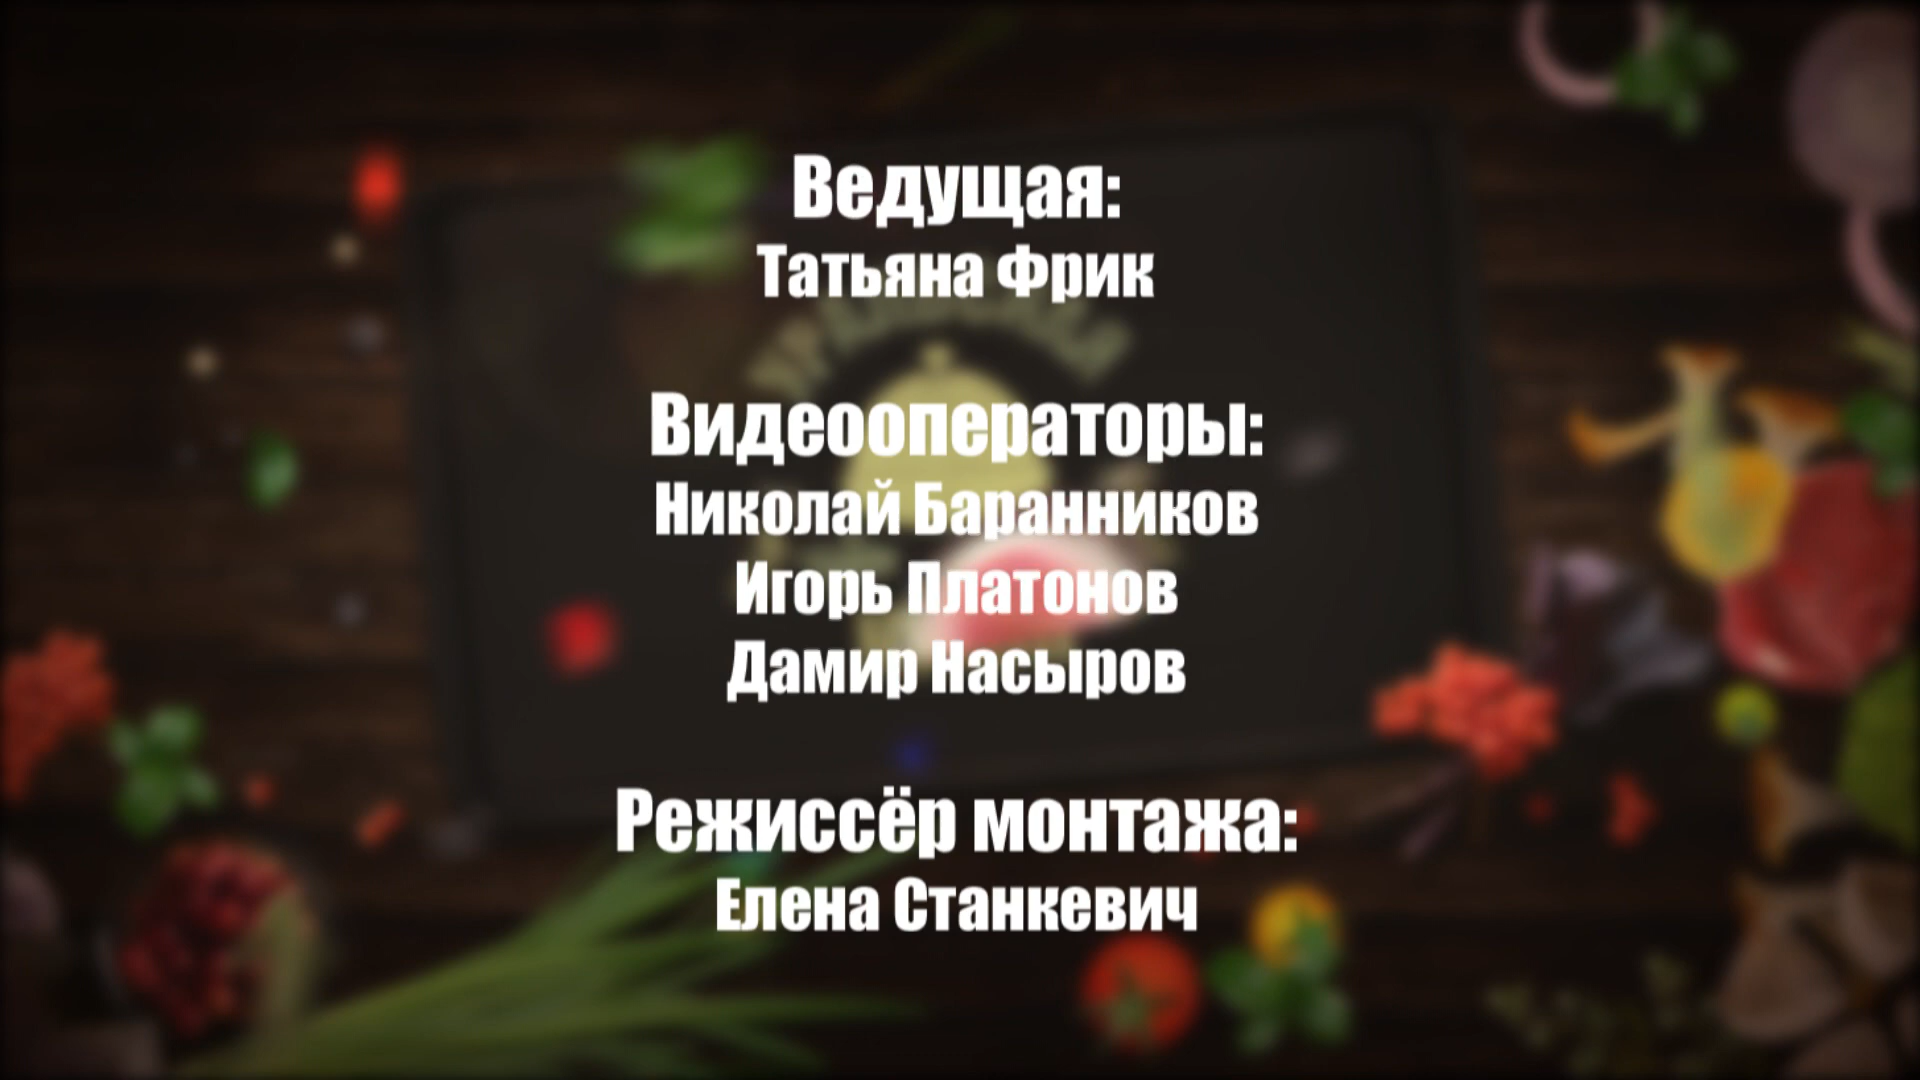 Ведущая:
Татьяна Фрик
Видеооператоры:
Николай Баранников
Игорь Платонов
Дамир Насыров
Режиссёр монтажа:
Елена Станкевич